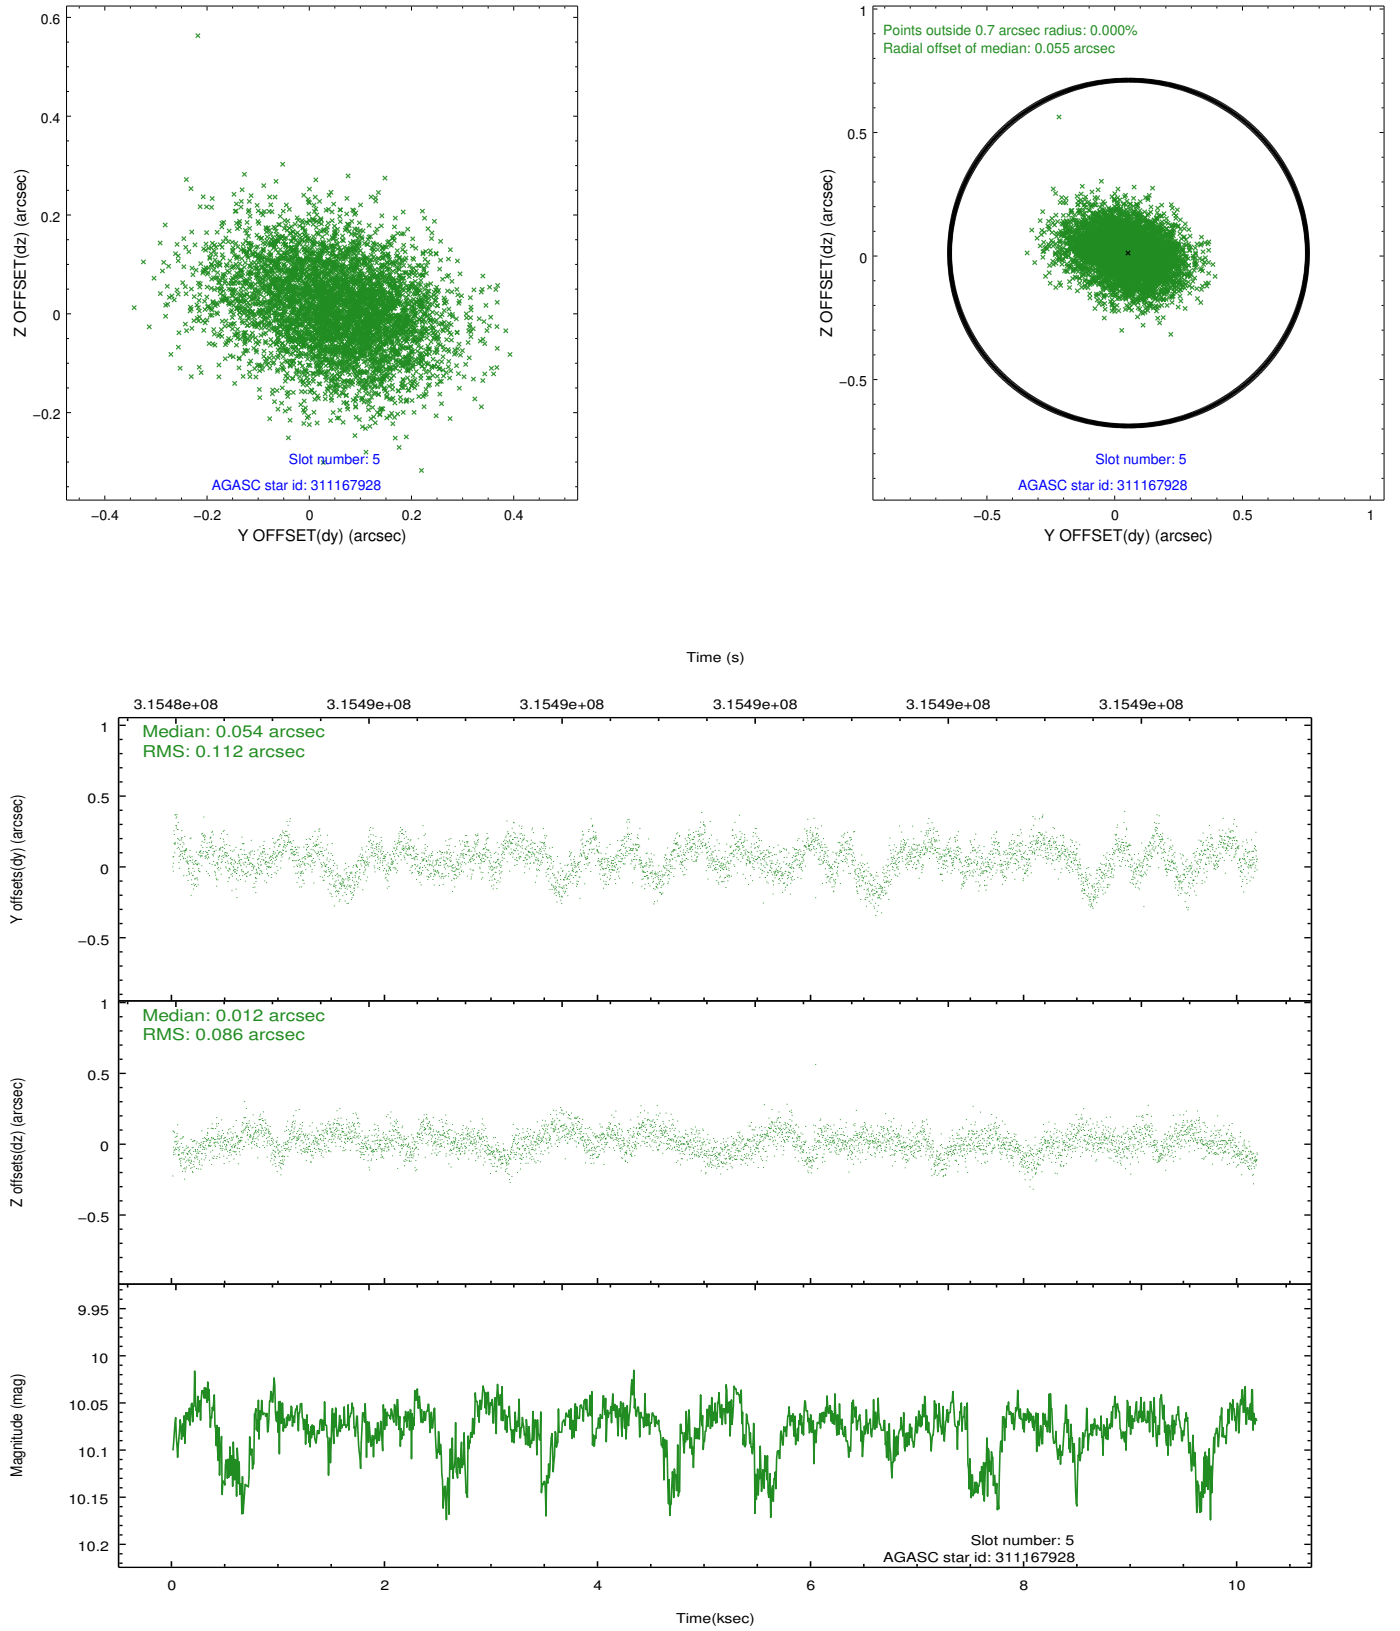 0.6
0.4
0.2
0
−0.2
Z OFFSET(dz) (arcsec)
Slot number: 5
AGASC star id: 311167928
−0.4 −0.2 0 0.2 0.4
Y OFFSET(dy) (arcsec)
1
0.5
0
−0.5
Z OFFSET(dz) (arcsec)
Points outside 0.7 arcsec radius: 0.000%
Radial offset of median: 0.055 arcsec
Slot number: 5
AGASC star id: 311167928
−0.5 0 0.5 1
Y OFFSET(dy) (arcsec)
Time (s)
3.1548e+08 3.1549e+08 3.1549e+08 3.1549e+08 3.1549e+08 3.1549e+08
1
0.5
0
−0.5
Y offsets(dy) (arcsec)
Median: 0.054 arcsec
RMS: 0.112 arcsec
1
0.5
0
−0.5
Z offsets(dz) (arcsec)
Median: 0.012 arcsec
RMS: 0.086 arcsec
9.95
10
10.05
10.1
10.15
10.2
Magnitude (mag)
Slot number: 5
AGASC star id: 311167928
0 2 4 6 8 10
Time(ksec)